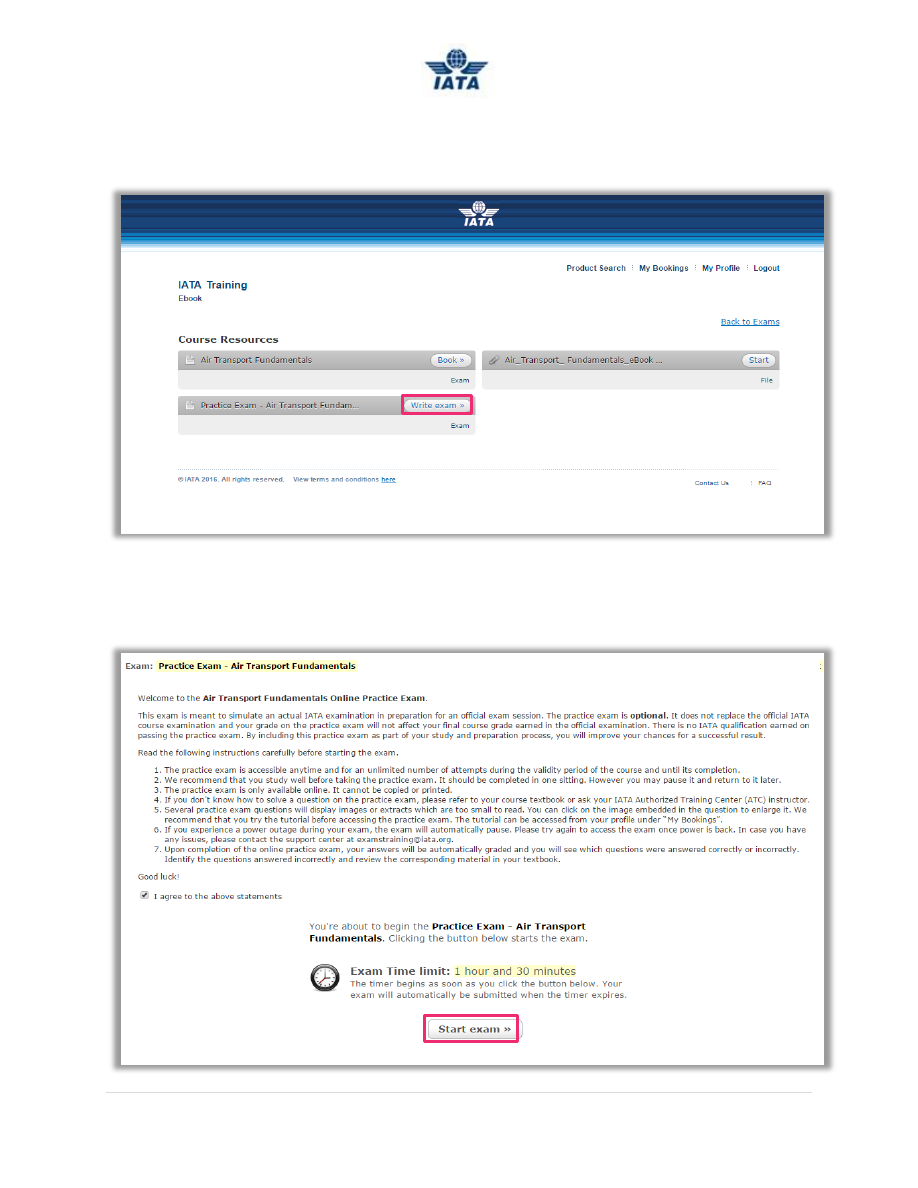 IATA
IATA
Product Search : My Bookings : My Profile : Logout
IATA Training
Ebook
Back to Exams
Course Resources
Air Transport Fundamentals Book » Air_Transport_ Fundamentals_eBook ... Start
Exam File
Practice Exam - Air Transport Fundam... Write exam »
Exam
© IATA 2016. All rights reserved. View terms and conditions here
Contact Us : FAQ
Exam: Practice Exam - Air Transport Fundamentals
Welcome to the Air Transport Fundamentals Online Practice Exam.
This exam is meant to simulate an actual IATA examination in preparation for an official exam session. The practice exam is optional. It does not replace the official IATA
course examination and your grade on the practice exam will not affect your final course grade earned in the official examination. There is no IATA qualification earned on
passing the practice exam. By including this practice exam as part of your study and preparation process, you will improve your chances for a successful result.
Read the following instructions carefully before starting the exam.
1. The practice exam is accessible anytime and for an unlimited number of attempts during the validity period of the course and until its completion.
2. We recommend that you study well before taking the practice exam. It should be completed in one sitting. However you may pause it and return to it later.
3. The practice exam is only available online. It cannot be copied or printed.
4. If you don't know how to solve a question on the practice exam, please refer to your course textbook or ask your IATA Authorized Training Center (ATC) instructor.
5. Several practice exam questions will display images or extracts which are too small to read. You can click on the image embedded in the question to enlarge it. We
recommend that you try the tutorial before accessing the practice exam. The tutorial can be accessed from your profile under "My Bookings".
6. If you experience a power outage during your exam, the exam will automatically pause. Please try again to access the exam once power is back. In case you have
any issues, please contact the support center at examstraining@iata.org.
7. Upon completion of the online practice exam, your answers will be automatically graded and you will see which questions were answered correctly or incorrectly.
Identify the questions answered incorrectly and review the corresponding material in your textbook.
Good luck!
I agree to the above statements
You're about to begin the Practice Exam - Air Transport
Fundamentals. Clicking the button below starts the exam.
Exam Time limit: 1 hour and 30 minutes
The timer begins as soon as you click the button below. Your
exam will automatically be submitted when the timer expires.
Start exam »